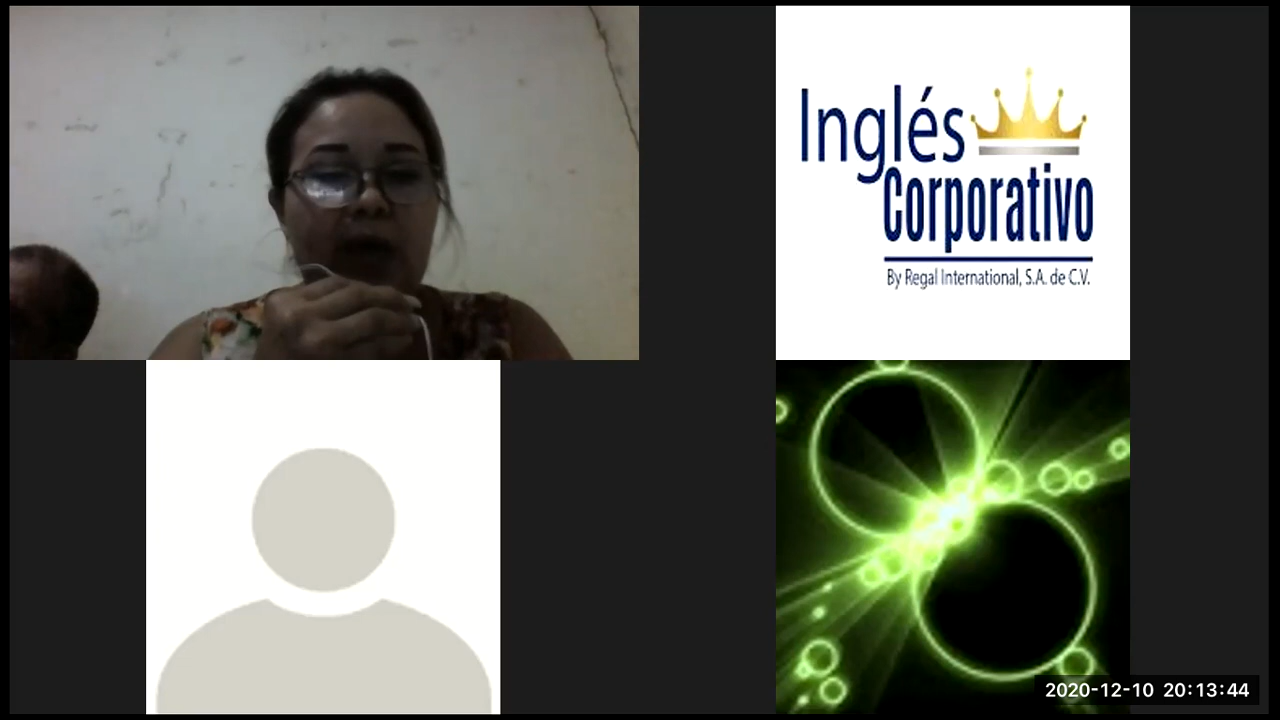 Inglés
Corporativo
By Regal International, S.A. de C.V.
2020-12-10 20:13:44